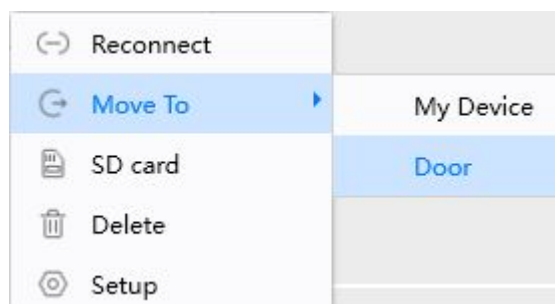 Reconnect
Move To
My Device
SD card
Door
Delete
Setup